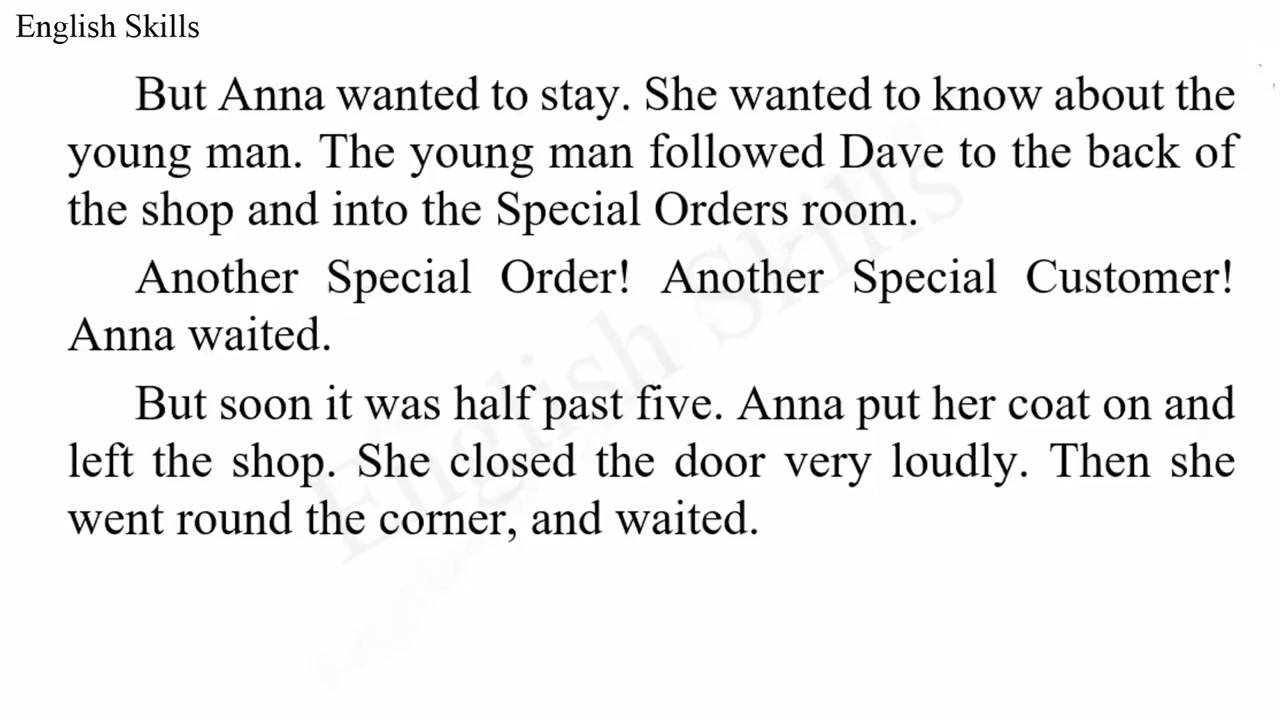 English Skills
But Anna wanted to stay. She wanted to know about the
young man. The young man followed Dave to the back of
the shop and into the Special Orders room.
Another Special Order! Another Special Customer!
Anna waited.
But soon it was half past five. Anna put her coat on and
left the shop. She closed the door very loudly. Then she
went round the corner, and waited.
English Skills